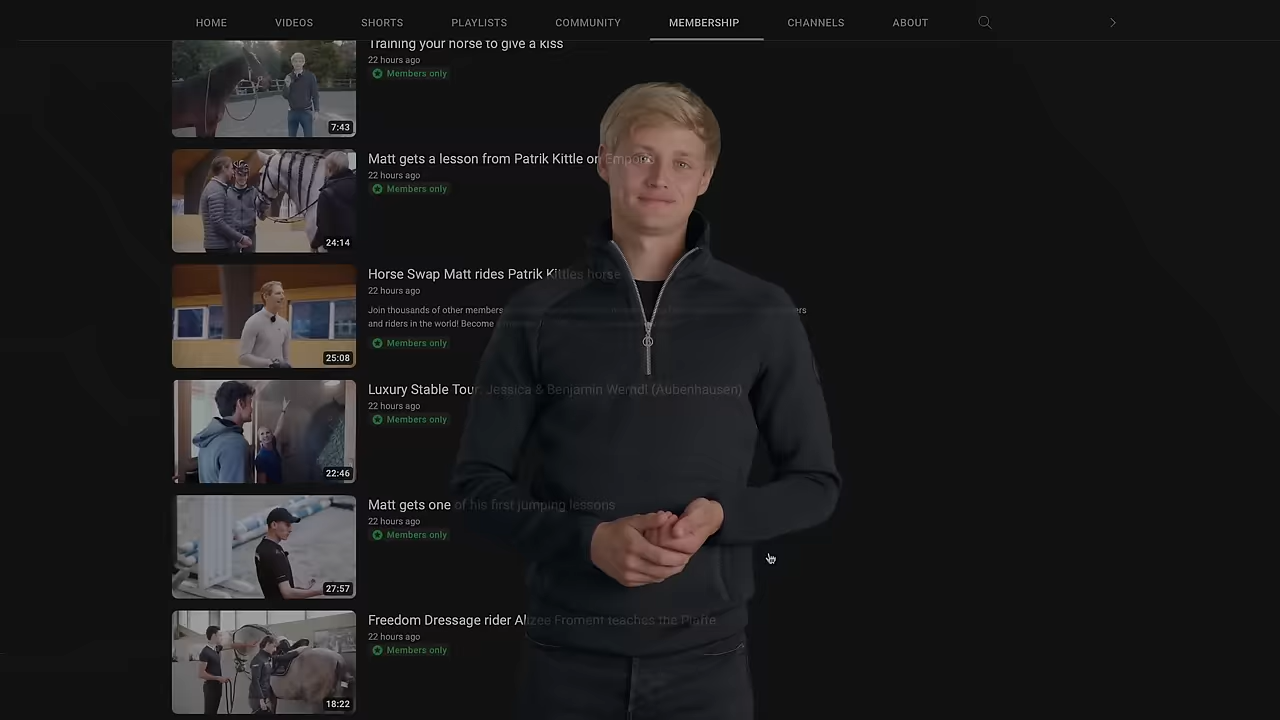 HOME VIDEOS SHORTS PLAYLISTS COMMUNITY MEMBERSHIP CHANNELS ABOUT
Training your horse to give a kiss
22 hours ago
Members only
7:43
Matt gets a lesson from Patrik Kittle on Emporio
22 hours ago
Members only
24:14
Horse Swap Matt rides Patrik Kittles horse
22 hours ago
Join thousands of other members
and riders in the world! Become
Members only
25:08
Luxury Stable Tour Jessica & Benjamin Werndl (Aubenhausen)
22 hours ago
Members only
22:46
Matt gets one of his first jumping lessons
22 hours ago
Members only
27:57
Freedom Dressage rider Alizee Froment teaches the Piaffe
22 hours ago
Members only
18:22